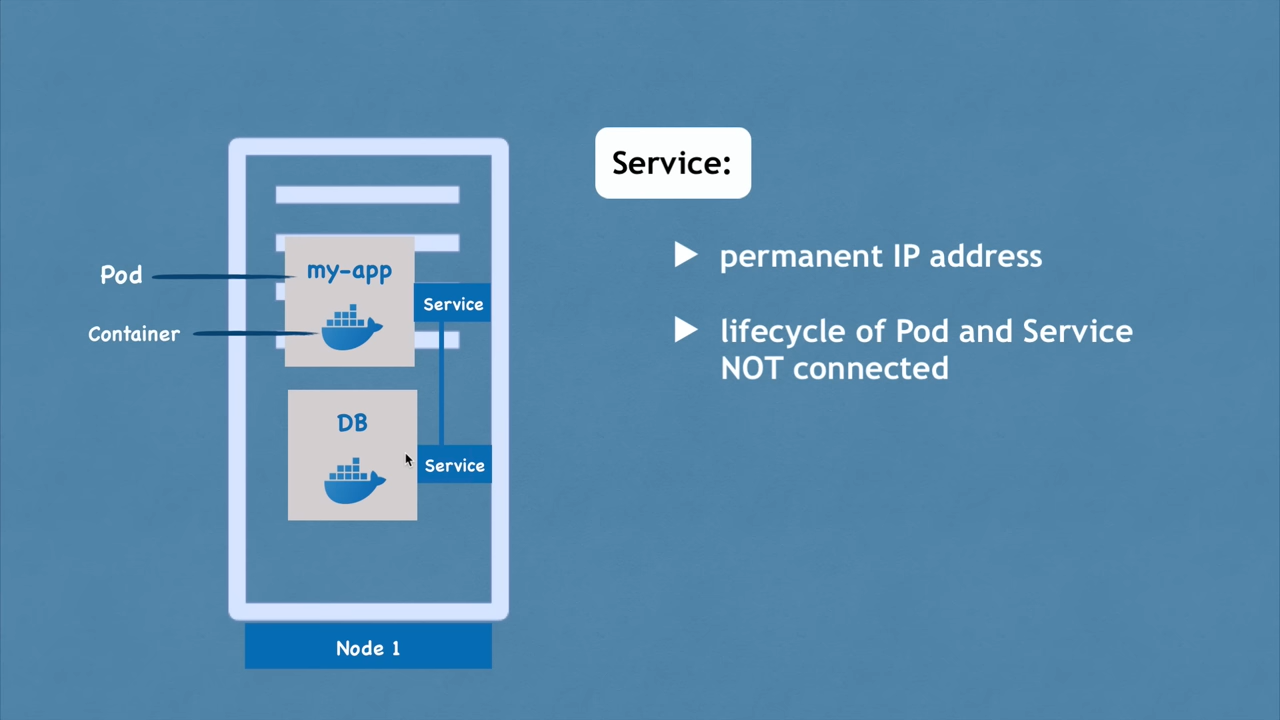 Service:
permanent IP address
lifecycle of Pod and Service
NOT connected
Pod
Container
my-app
Service
DB
Service
Node 1